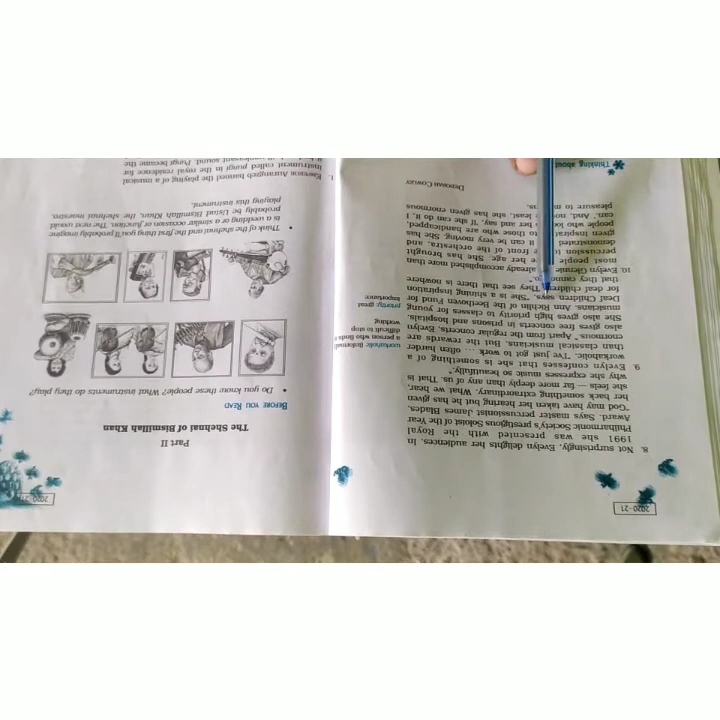 2020–21
8. Not surprisingly, Evelyn delights her audiences. In
1991 she was presented with the Royal
Philharmonic Society's prestigious Soloist of the Year
Award. Says master percussionist James Blades,
"God may have taken her hearing but he has given
her back something extraordinary. What we hear,
she feels — far more deeply than any of us. That is
why she expresses music so beautifully."
9. Evelyn confesses that she is something of a
workaholic. "I've just got to work . . . often harder
than classical musicians. But the rewards are
enormous." Apart from the regular concerts, Evelyn
also gives free concerts in prisons and hospitals.
She also gives high priority to classes for young
musicians. Ann Richlin of the Beethoven Fund for
Deaf Children says, "She is a shining inspiration
for deaf children. They see that there is nowhere
that they cannot
10. Evelyn Glennie already accomplished more than
most people her age. She has brought
percussion front of the orchestra, and
demonstrated it can be very moving. She has
given to those who are handicapped,
people who her and say, 'If she can do it, I
can.' And, not least, she has given enormous
pleasure to
DEBORAH COWLEY
workaholic (informal):
a person who finds it
difficult to stop
working
priority: great
importance
Thinking about
2020–21
Part II
The Shehnai of Bismillah Khan
BEFORE YOU READ
• Do you know these people? What instruments do they play?
• Think of the shehnai and the first thing you'll probably imagine
is a wedding or a similar occasion or function. The next would
probably be Ustad Bismillah Khan, the shehnai maestro,
playing this instrument.
1. EMPEROR Aurangzeb banned the playing of a musical
instrument called pungi in the royal residence for
unpleasant sound. Pungi became the